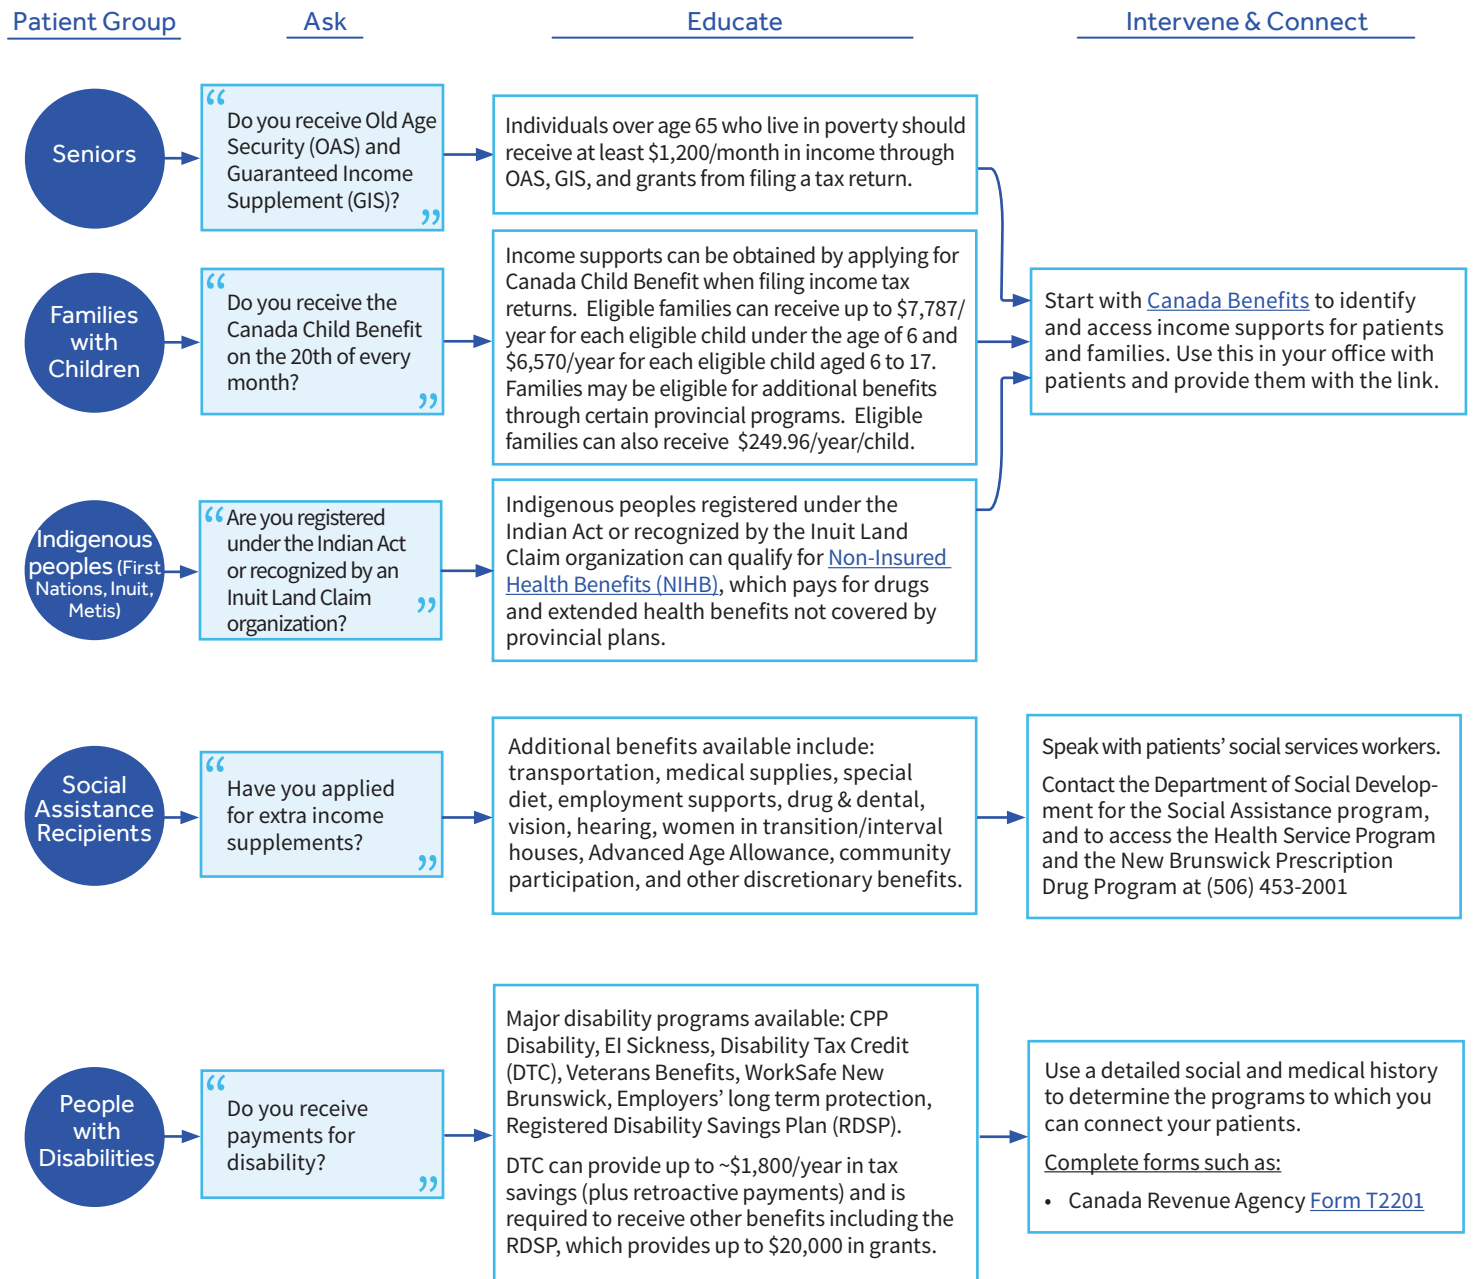 Patient Group
Ask
Educate
Intervene & Connect
Seniors
“
Do you receive Old Age
Security (OAS) and
Guaranteed Income
Supplement (GIS)?
”
Individuals over age 65 who live in poverty should
receive at least $1,200/month in income through
OAS, GIS, and grants from filing a tax return.
Families
with
Children
“
Do you receive the
Canada Child Benefit
on the 20th of every
month?
”
Income supports can be obtained by applying for
Canada Child Benefit when filing income tax
returns. Eligible families can receive up to $7,787/
year for each eligible child under the age of 6 and
$6,570/year for each eligible child aged 6 to 17.
Families may be eligible for additional benefits
through certain provincial programs. Eligible
families can also receive $249.96/year/child.
Start with Canada Benefits to identify
and access income supports for patients
and families. Use this in your office with
patients and provide them with the link.
Indigenous
peoples (First
Nations, Inuit,
Metis)
“ Are you registered
under the Indian Act
or recognized by an
Inuit Land Claim
organization? ”
Indigenous peoples registered under the
Indian Act or recognized by the Inuit Land
Claim organization can qualify for Non-Insured
Health Benefits (NIHB), which pays for drugs
and extended health benefits not covered by
provincial plans.
Social
Assistance
Recipients
“
Have you applied
for extra income
supplements?
”
Additional benefits available include:
transportation, medical supplies, special
diet, employment supports, drug & dental,
vision, hearing, women in transition/interval
houses, Advanced Age Allowance, community
participation, and other discretionary benefits.
Speak with patients’ social services workers.
Contact the Department of Social Develop-
ment for the Social Assistance program,
and to access the Health Service Program
and the New Brunswick Prescription
Drug Program at (506) 453-2001
People
with
Disabilities
“
Do you receive
payments for
disability?
”
Major disability programs available: CPP
Disability, EI Sickness, Disability Tax Credit
(DTC), Veterans Benefits, WorkSafe New
Brunswick, Employers’ long term protection,
Registered Disability Savings Plan (RDSP).
DTC can provide up to ~$1,800/year in tax
savings (plus retroactive payments) and is
required to receive other benefits including the
RDSP, which provides up to $20,000 in grants.
Use a detailed social and medical history
to determine the programs to which you
can connect your patients.
Complete forms such as:
• Canada Revenue Agency Form T2201